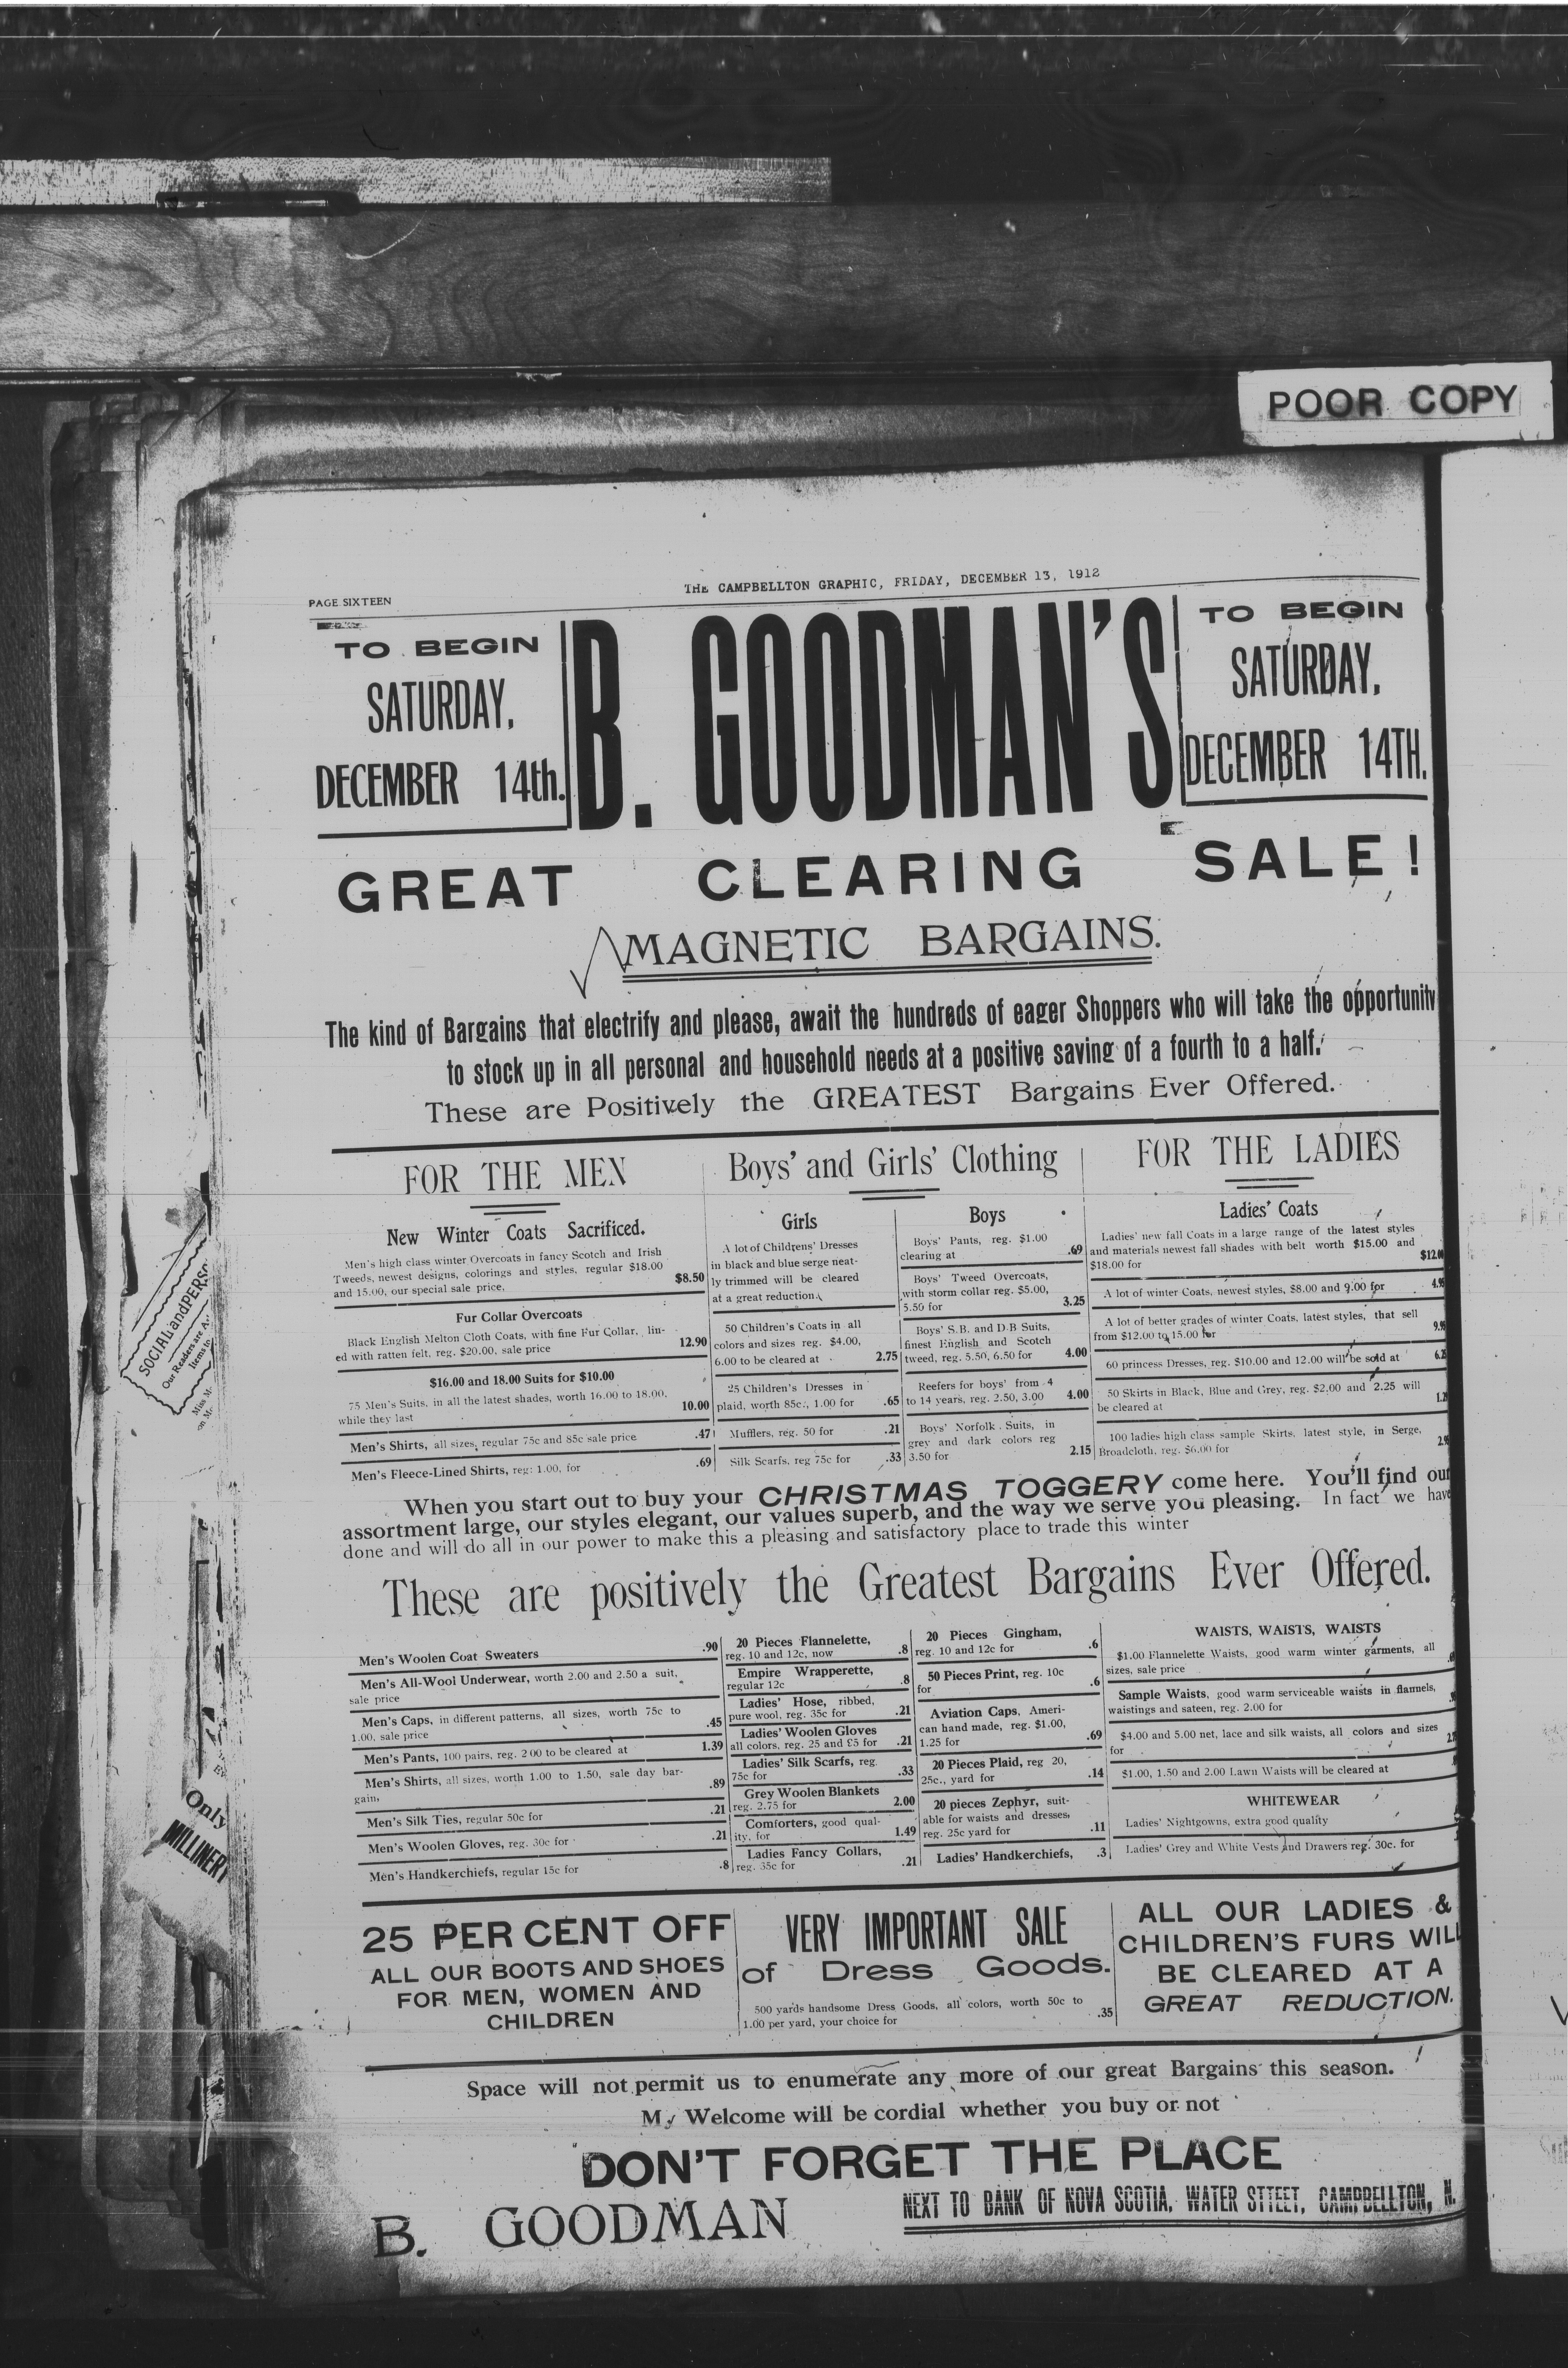 POOR COPY
PAGE SIXTEEN
THE CAMPBELLTON GRAPHIC, FRIDAY, DECEMBER 13, 1912
TO BEGIN
SATURDAY,
DECEMBER 14th.
B. GOODMAN'S
TO BEGIN
SATURDAY,
DECEMBER 14TH.
GREAT CLEARING SALE!
MAGNETIC BARGAINS.
The kind of Bargains that electrify and please, await the hundreds of eager Shoppers who will take the opportunity
to stock up in all personal and household needs at a positive saving of a fourth to a half.
These are Positively the GREATEST Bargains Ever Offered.
FOR THE MEN
New Winter Coats Sacrificed.
Men's high class winter Overcoats in fancy Scotch and Irish
Tweeds, newest designs, colorings and styles, regular $18.00
and 15.00, our special sale price, $8.50
Fur Collar Overcoats
Black English Melton Cloth Coats, with fine Fur Collar, lin-
ed with ratten felt, reg. $20.00, sale price 12.90
$16.00 and 18.00 Suits for $10.00
75 Men's Suits, in all the latest shades, worth 16.00 to 18.00,
while they last 10.00
Men's Shirts, all sizes, regular 75c and 85c sale price .47
Men's Fleece-Lined Shirts, reg: 1.00, for .69
Boys' and Girls' Clothing
Girls
A lot of Childrens' Dresses
in black and blue serge neat-
ly trimmed will be cleared
at a great reduction
50 Children's Coats in all
colors and sizes reg. $4.00,
6.00 to be cleared at 2.75
25 Children's Dresses in
plaid, worth 85c., 1.00 for .65
Mufflers, reg. 50 for .21
Silk Scarfs, reg 75c for .33
Boys
Boys' Pants, reg. $1.00
clearing at .69
Boys' Tweed Overcoats,
with storm collar reg. $5.00,
5.50 for 3.25
Boys' S.B. and D.B Suits,
finest English and Scotch
tweed, reg. 5.50, 6.50 for 4.00
Reefers for boys' from 4
to 14 years, reg. 2.50, 3.00 4.00
Boys' Norfolk Suits, in
grey and dark colors reg
3.50 for 2.15
FOR THE LADIES
Ladies' Coats
Ladies' new fall Coats in a large range of the latest styles
and materials newest fall shades with belt worth $15.00 and
$18.00 for $12.00
A lot of winter Coats, newest styles, $8.00 and 9.00 for
A lot of better grades of winter Coats, latest styles, that sell
from $12.00 to 15.00 for
60 princess Dresses, reg. $10.00 and 12.00 will be sold at
50 Skirts in Black, Blue and Grey, reg. $2.00 and 2.25 will
be cleared at
100 ladies high class sample Skirts, latest style, in Serge,
Broadcloth, reg. $6.00 for
When you start out to buy your CHRISTMAS TOGGERY come here. You'll find our
assortment large, our styles elegant, our values superb, and the way we serve you pleasing. In fact we have
done and will do all in our power to make this a pleasing and satisfactory place to trade this winter
These are positively the Greatest Bargains Ever Offered.
Men's Woolen Coat Sweaters .90
Men's All-Wool Underwear, worth 2.00 and 2.50 a suit,
sale price
Men's Caps, in different patterns, all sizes, worth 75c to
1.00, sale price .45
Men's Pants, 100 pairs, reg. 2 00 to be cleared at 1.39
Men's Shirts, all sizes, worth 1.00 to 1.50, sale day bar-
gain, .89
Men's Silk Ties, regular 50c for .21
Men's Woolen Gloves, reg. 30c for .21
Men's Handkerchiefs, regular 15c for .8
20 Pieces Flannelette,
reg. 10 and 12c, now .8
Empire Wrapperette,
regular 12c .8
Ladies' Hose, ribbed,
pure wool, reg. 35c for .21
Ladies' Woolen Gloves
all colors, reg. 25 and £5 for .21
Ladies' Silk Scarfs, reg.
75c for .33
Grey Woolen Blankets
reg. 2.75 for 2.00
Comforters, good qual-
ity, for 1.49
Ladies Fancy Collars,
reg. 35c for .21
20 Pieces Gingham,
reg. 10 and 12c for .6
50 Pieces Print, reg. 10c
for .6
Aviation Caps, Ameri-
can hand made, reg. $1.00,
1.25 for .69
20 Pieces Plaid, reg 20,
25c., yard for .14
20 pieces Zephyr, suit-
able for waists and dresses,
reg. 25c yard for .11
Ladies' Handkerchiefs, .3
WAISTS, WAISTS, WAISTS
$1.00 Flannelette Waists, good warm winter garments, all
sizes, sale price
Sample Waists, good warm serviceable waists in flannels,
waistings and sateen, reg. 2.00 for
$4.00 and 5.00 net, lace and silk waists, all colors and sizes
for
$1.00, 1.50 and 2.00 Lawn Waists will be cleared at
WHITEWEAR
Ladies' Nightgowns, extra good quality
Ladies' Grey and White Vests and Drawers reg. 30c. for
25 PER CENT OFF
ALL OUR BOOTS AND SHOES
FOR MEN, WOMEN AND
CHILDREN
VERY IMPORTANT SALE
of Dress Goods.
500 yards handsome Dress Goods, all colors, worth 50c to
1.00 per yard, your choice for .35
ALL OUR LADIES &
CHILDREN'S FURS WILL
BE CLEARED AT A
GREAT REDUCTION.
Space will not permit us to enumerate any more of our great Bargains this season.
My Welcome will be cordial whether you buy or not
DON'T FORGET THE PLACE
B. GOODMAN
NEXT TO BANK OF NOVA SCOTIA, WATER STTEET, CAMPBELLTON, N.
SOCIAL and PERSO
Our Readers are
Items to
Miss M.
on Mr.
Only
MILLINERY